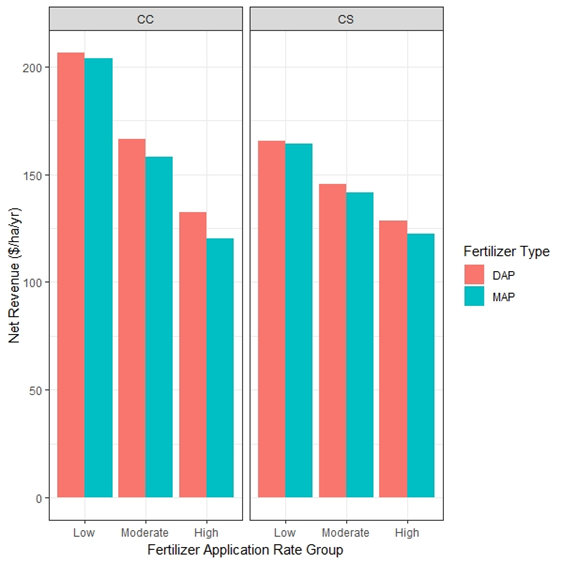 CC
CS
Net Revenue ($/ha/yr)
200
150
100
50
0
Low Moderate High
Low Moderate High
Fertilizer Application Rate Group
Fertilizer Type
DAP
MAP